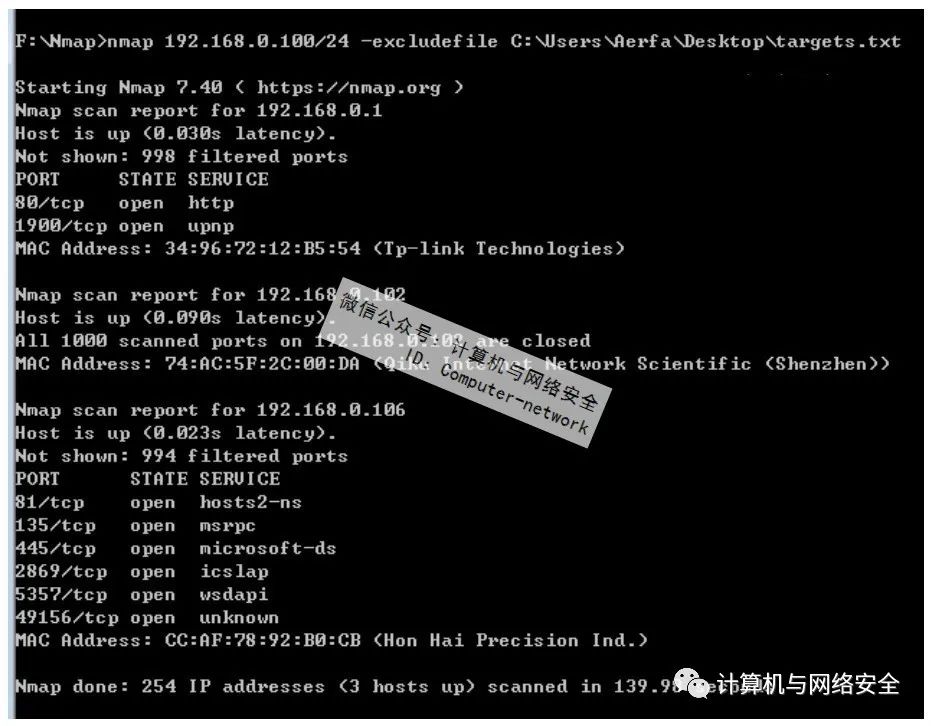 F:\Nmap>nmap 192.168.0.100/24 -excludefile C:\Users\Aerfa\Desktop\targets.txt
Starting Nmap 7.40 ( https://nmap.org )
Nmap scan report for 192.168.0.1
Host is up (0.030s latency).
Not shown: 998 filtered ports
PORT STATE SERVICE
80/tcp open http
1900/tcp open upnp
MAC Address: 34:96:72:12:B5:54 (Tp-link Technologies)
Nmap scan report for 192.168.0.102
Host is up (0.090s latency).
All 1000 scanned ports on are closed
MAC Address: 74:AC:5F:2C:00:DA (Qiku Internet Network Scientific (Shenzhen))
微信公众号：计算机与网络安全
ID：Computer-network
Nmap scan report for 192.168.0.106
Host is up (0.023s latency).
Not shown: 994 filtered ports
PORT STATE SERVICE
81/tcp open hosts2-ns
135/tcp open msrpc
445/tcp open microsoft-ds
2869/tcp open icslap
5357/tcp open wsdapi
49156/tcp open unknown
MAC Address: CC:AF:78:92:B0:CB (Hon Hai Precision Ind.)
Nmap done: 254 IP addresses (3 hosts up) scanned in
计算机与网络安全